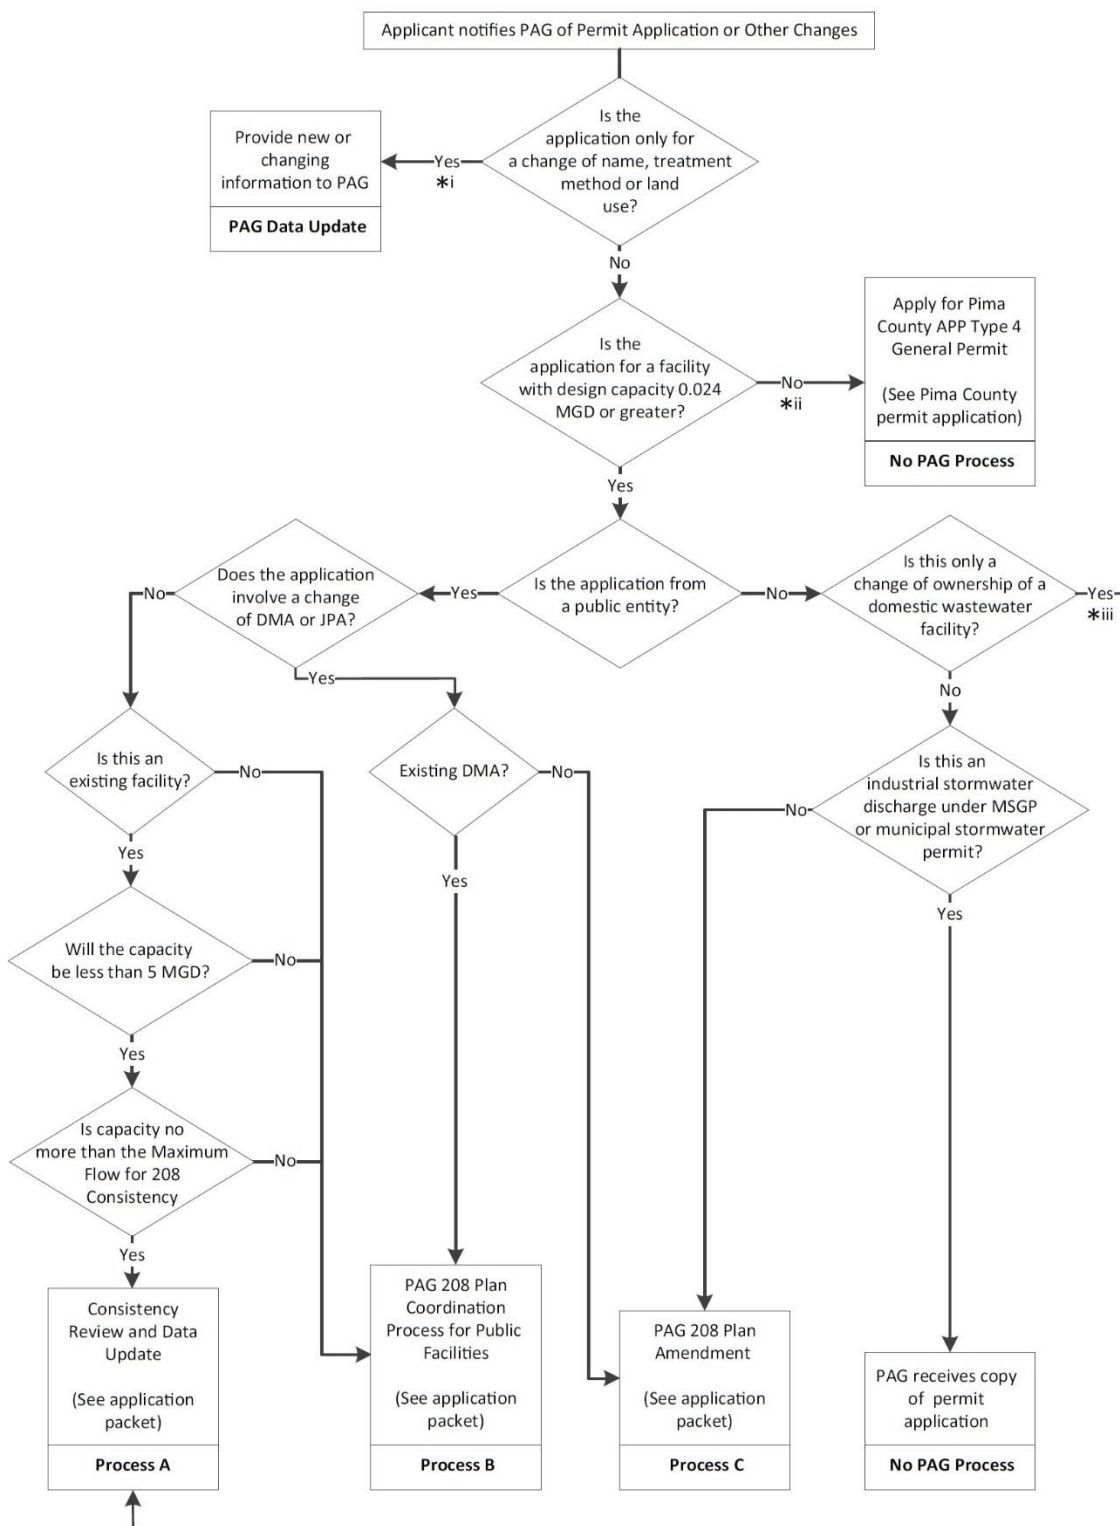 Applicant notifies PAG of Permit Application or Other Changes
Is the
application only for
a change of name, treatment
method or land
use?
Yes
*i
Provide new or
changing
information to PAG
PAG Data Update
No
Is the
application for a facility
with design capacity 0.024
MGD or greater?
No
*ii
Apply for Pima
County APP Type 4
General Permit
(See Pima County
permit application)
No PAG Process
Yes
Is the application from
a public entity?
Yes
No
Does the application
involve a change
of DMA or JPA?
No
Yes
Is this only a
change of ownership of a
domestic wastewater
facility?
Yes
*iii
No
Is this an
existing facility?
No
Yes
Existing DMA?
No
Yes
Is this an
industrial stormwater
discharge under MSGP
or municipal stormwater
permit?
No
Yes
Will the capacity
be less than 5 MGD?
No
Yes
Is capacity no
more than the Maximum
Flow for 208
Consistency
No
Yes
Consistency
Review and Data
Update
(See application
packet)
Process A
PAG 208 Plan
Coordination
Process for Public
Facilities
(See application
packet)
Process B
PAG 208 Plan
Amendment
(See application
packet)
Process C
PAG receives copy
of permit
application
No PAG Process